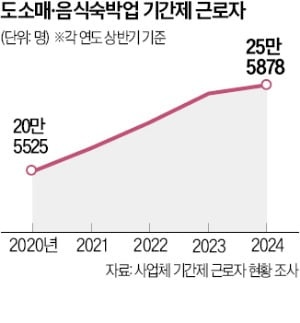 도소매·음식숙박업 기간제 근로자
(단위: 명) ※각 연도 상반기 기준
25만
5878
20만
5525
2020년 2021 2022 2023 2024
자료: 사업체 기간제 근로자 현황 조사